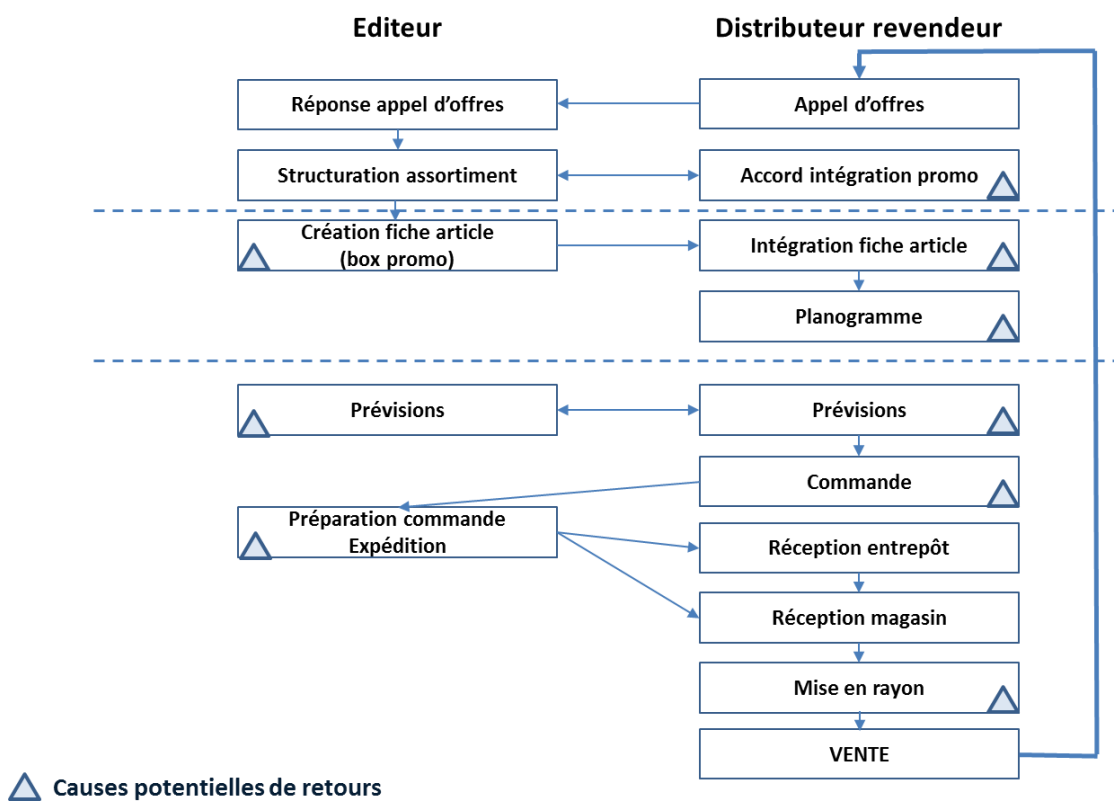 Editeur
Distributeur revendeur
Réponse appel d'offres
Appel d'offres
Structuration assortiment
Accord intégration promo
Création fiche article
(box promo)
Intégration fiche article
Planogramme
Prévisions
Prévisions
Commande
Préparation commande
Expédition
Réception entrepôt
Réception magasin
Mise en rayon
VENTE
Causes potentielles de retours